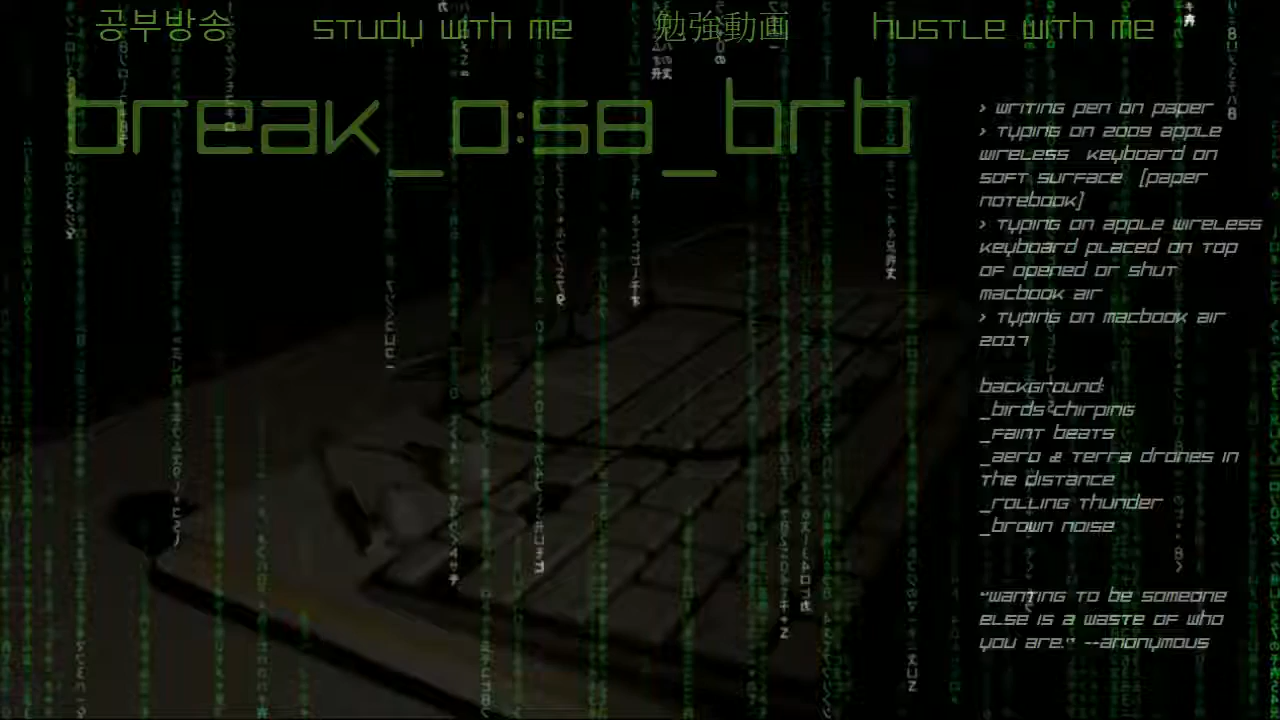 공부방송 study with me 勉強動画 hustle with me
break_0:58_brb
> writing pen on paper
> typing on 2009 apple
wireless keyboard on
soft surface [paper
notebook]
> typing on apple wireless
keyboard placed on top
of opened or shut
macbook air
> typing on macbook air
2017
background:
_birds chirping
_faint beats
_aero & terra drones in
the distance
_rolling thunder
_brown noise
"wanting to be someone
else is a waste of who
you are." --anonymous